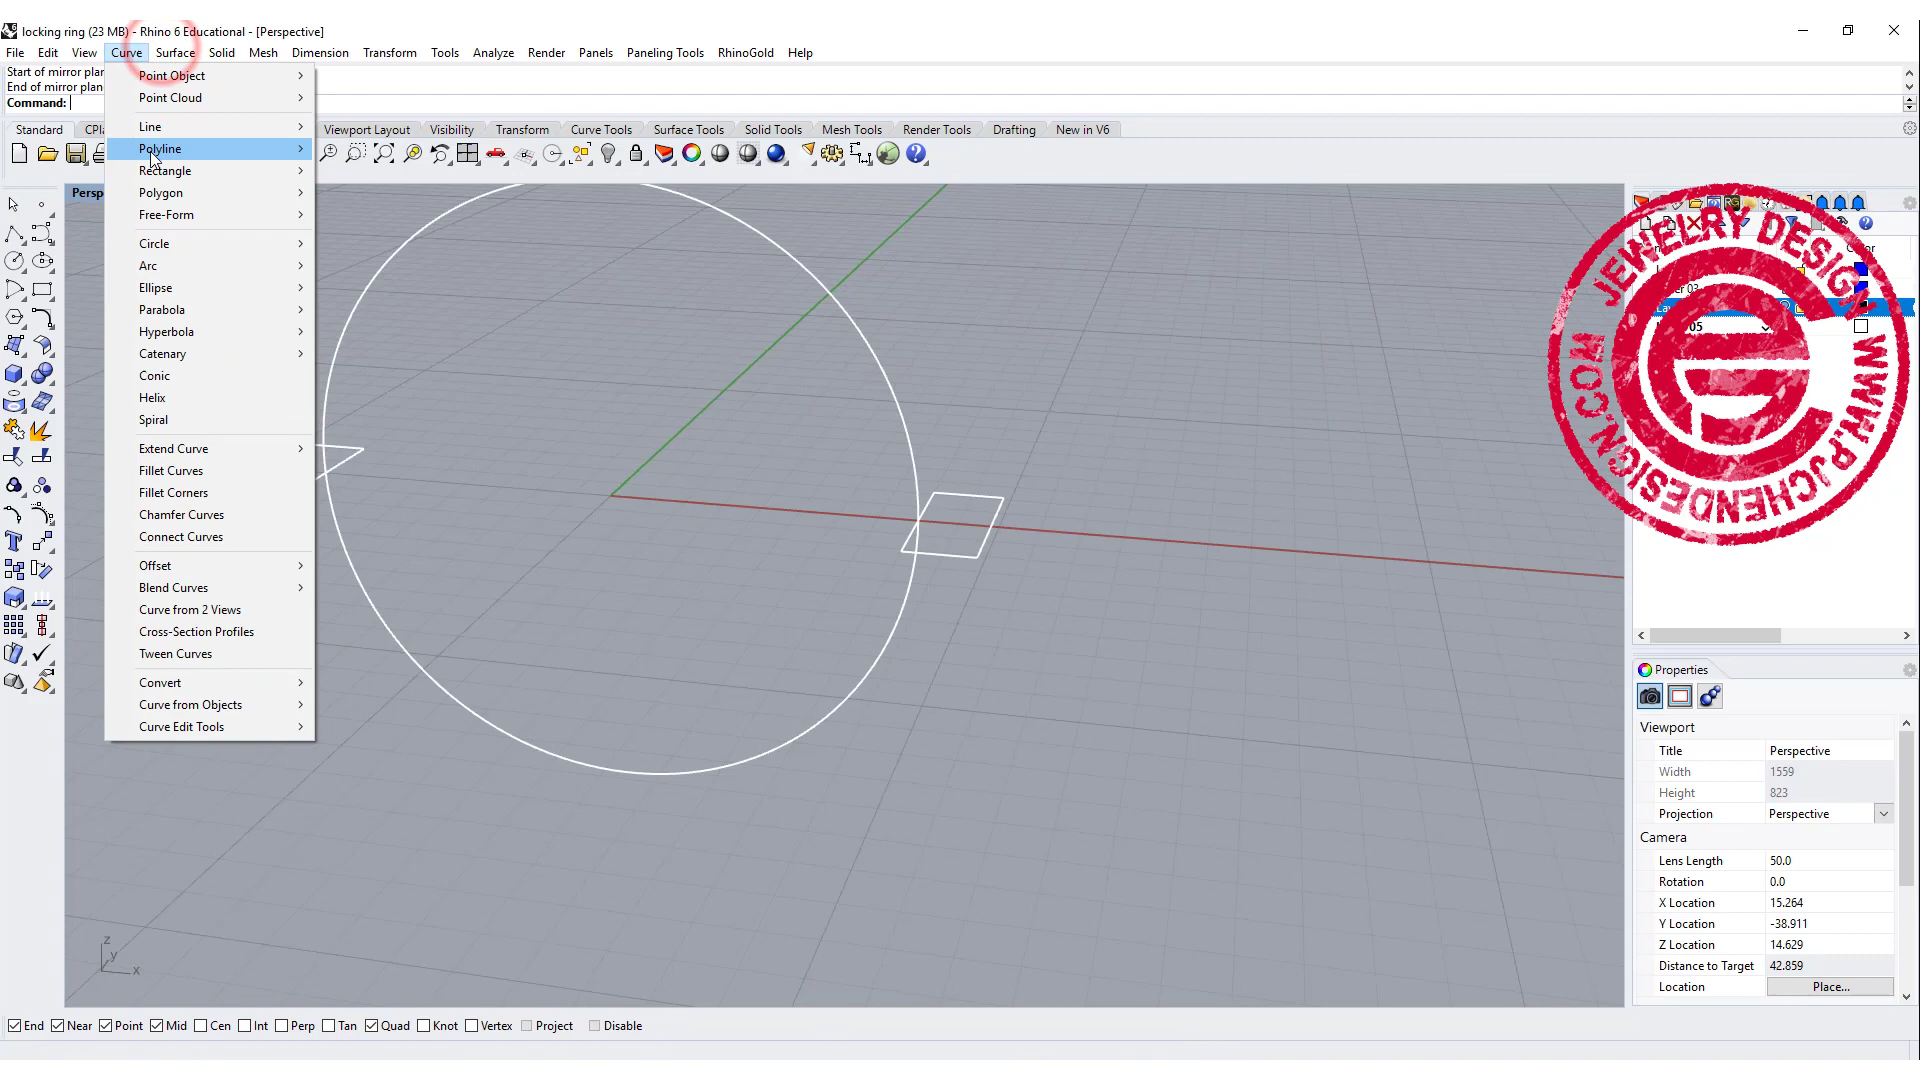 locking ring (23 MB) - Rhino 6 Educational - [Perspective]
File Edit View Curve Surface Solid Mesh Dimension Transform Tools Analyze Render Panels Paneling Tools RhinoGold Help
Start of mirror plan
End of mirror plan
Command:
Standard CPl Viewport Layout Visibility Transform Curve Tools Surface Tools Solid Tools Mesh Tools Render Tools Drafting New in V6
Persp
Point Object
Point Cloud
Line
Polyline
Rectangle
Polygon
Free-Form
Circle
Arc
Ellipse
Parabola
Hyperbola
Catenary
Conic
Helix
Spiral
Extend Curve
Fillet Curves
Fillet Corners
Chamfer Curves
Connect Curves
Offset
Blend Curves
Curve from 2 Views
Cross-Section Profiles
Tween Curves
Convert
Curve from Objects
Curve Edit Tools
z
y
x
JEWELRY DESIGN
WWW.PJCHENDESIGN.COM
03
05
Properties
Viewport
Title Perspective
Width 1559
Height 823
Projection Perspective
Camera
Lens Length 50.0
Rotation 0.0
X Location 15.264
Y Location -38.911
Z Location 14.629
Distance to Target 42.859
Location Place...
End Near Point Mid Cen Int Perp Tan Quad Knot Vertex Project Disable